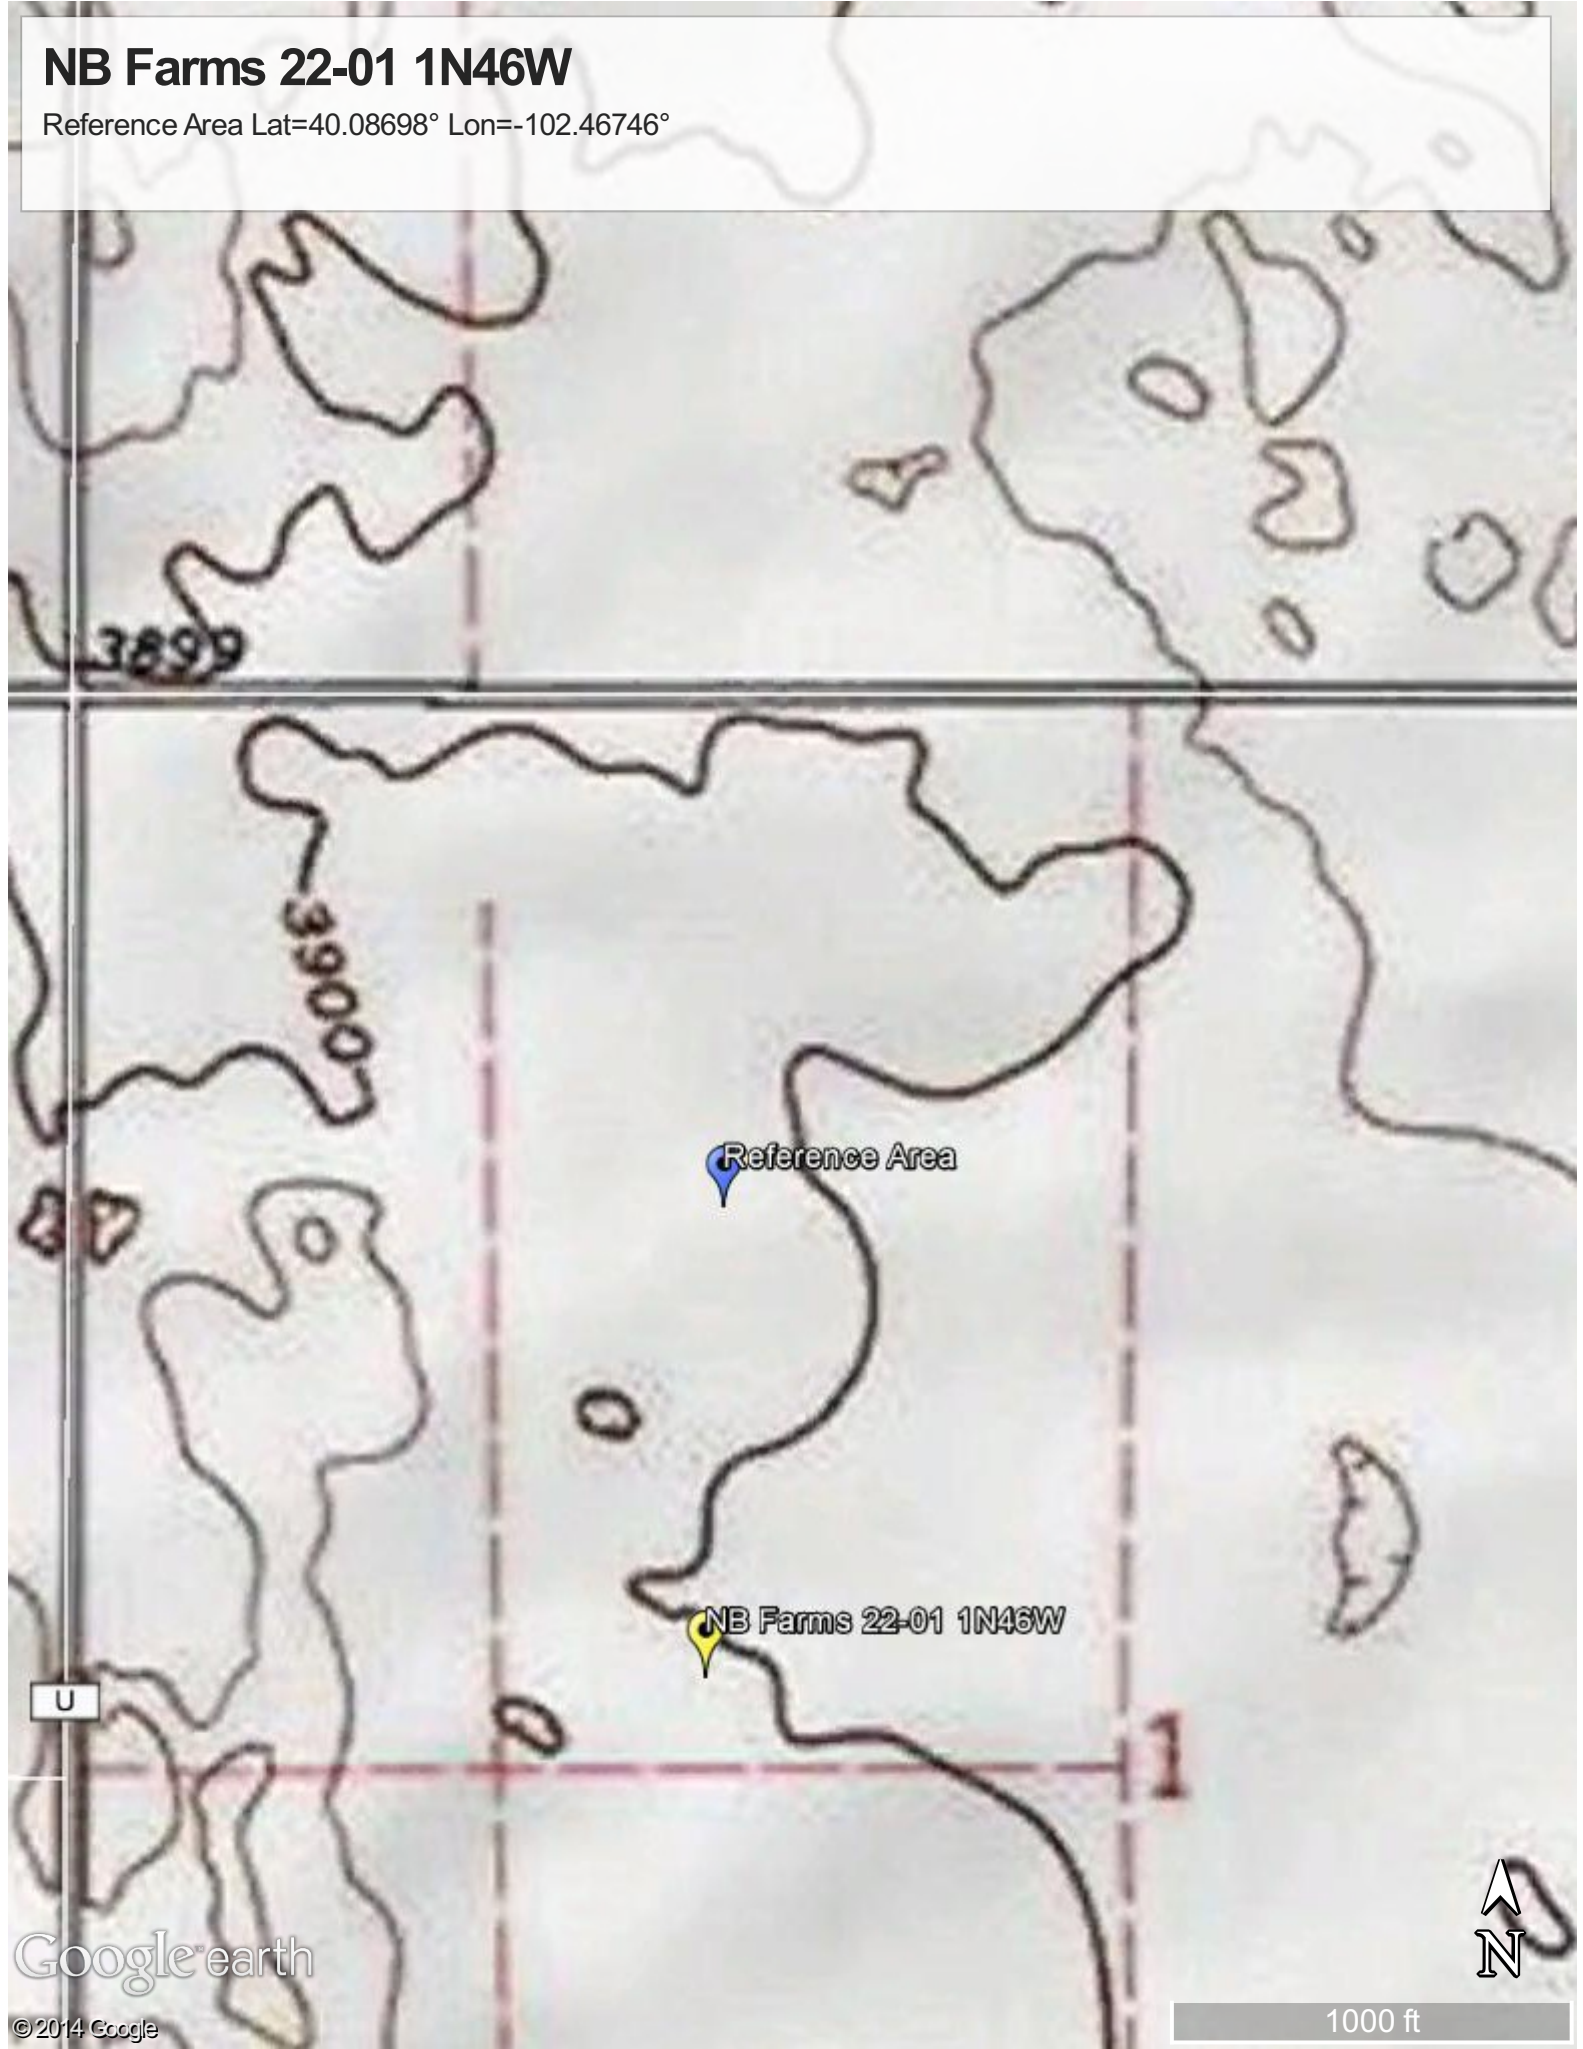 NB Farms 22-01 1N46W
Reference Area Lat=40.08698° Lon=-102.46746°
3899
3900
Reference Area
NB Farms 22-01 1N46W
U
1
N
Google earth
© 2014 Google
1000 ft